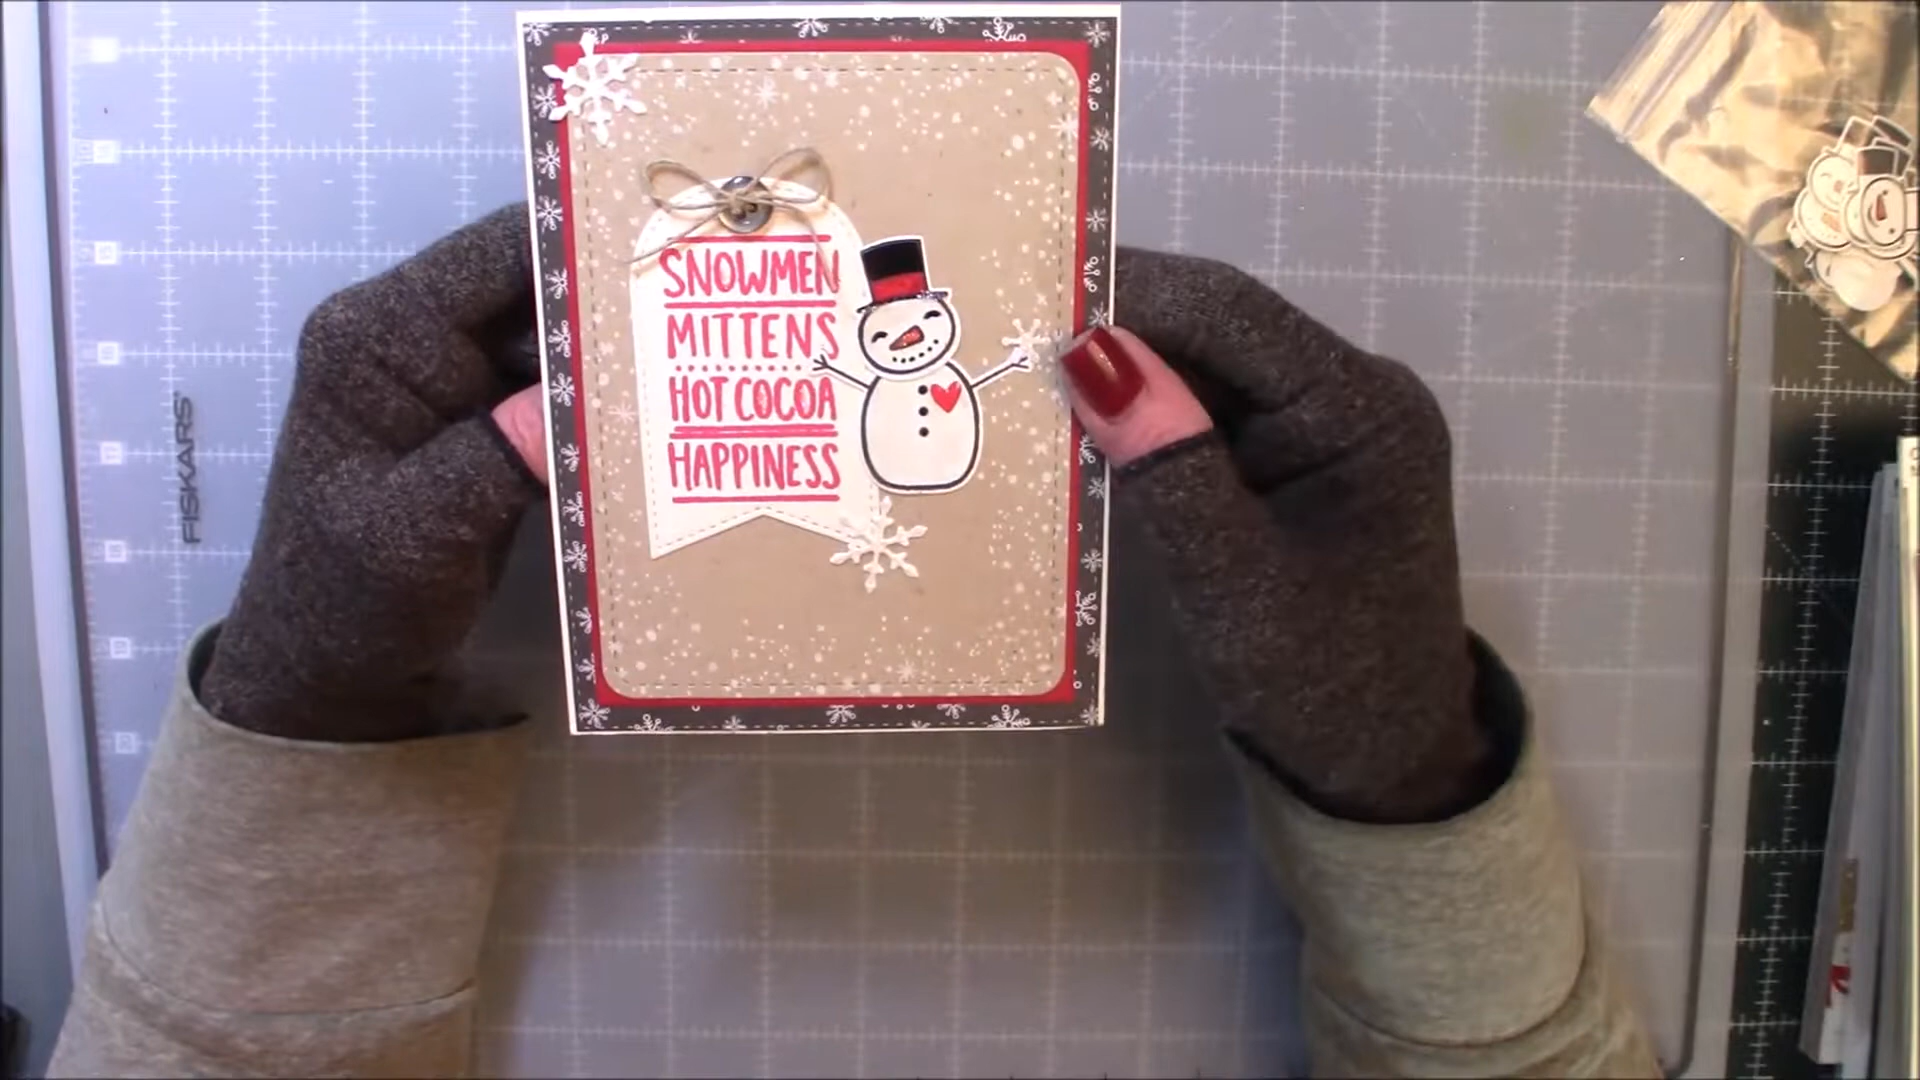 SNOWMEN
MITTENS
HOT COCOA
HAPPINESS
FISKARS